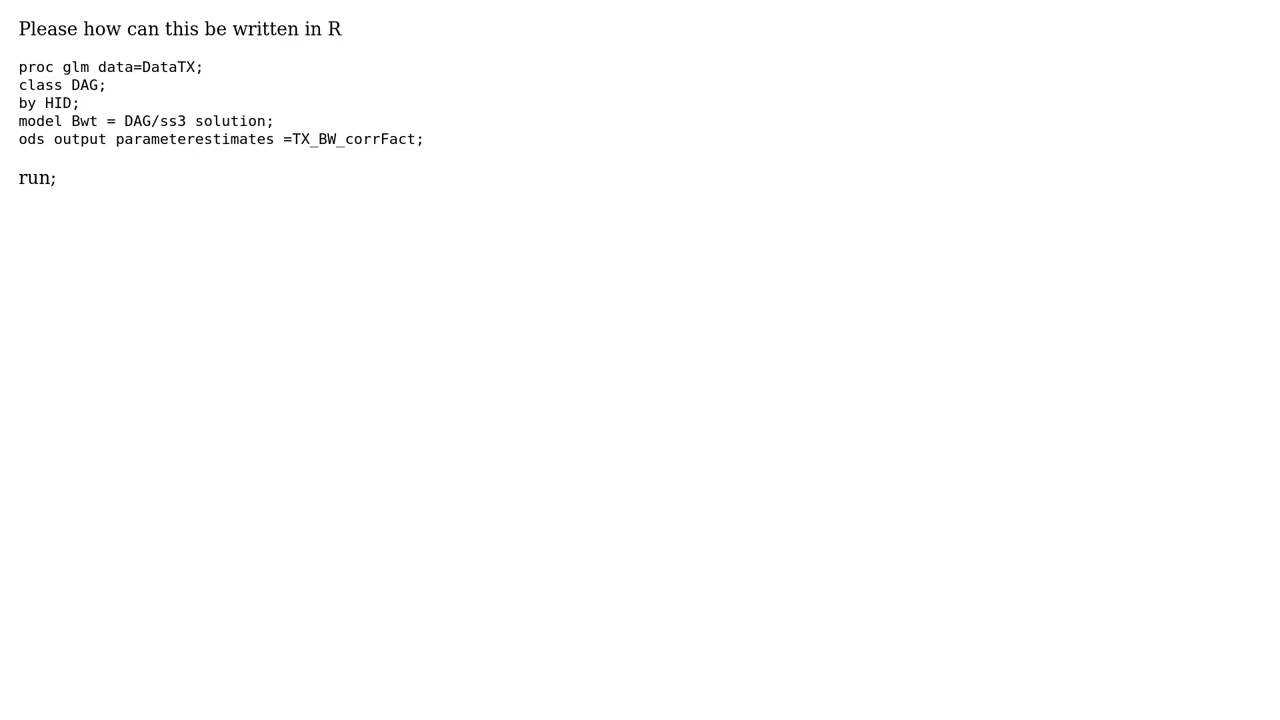 Please how can this be written in R
proc glm data=DataTX;
class DAG;
by HID;
model Bwt = DAG/ss3 solution;
ods output parameterestimates =TX_BW_corrFact;
run;